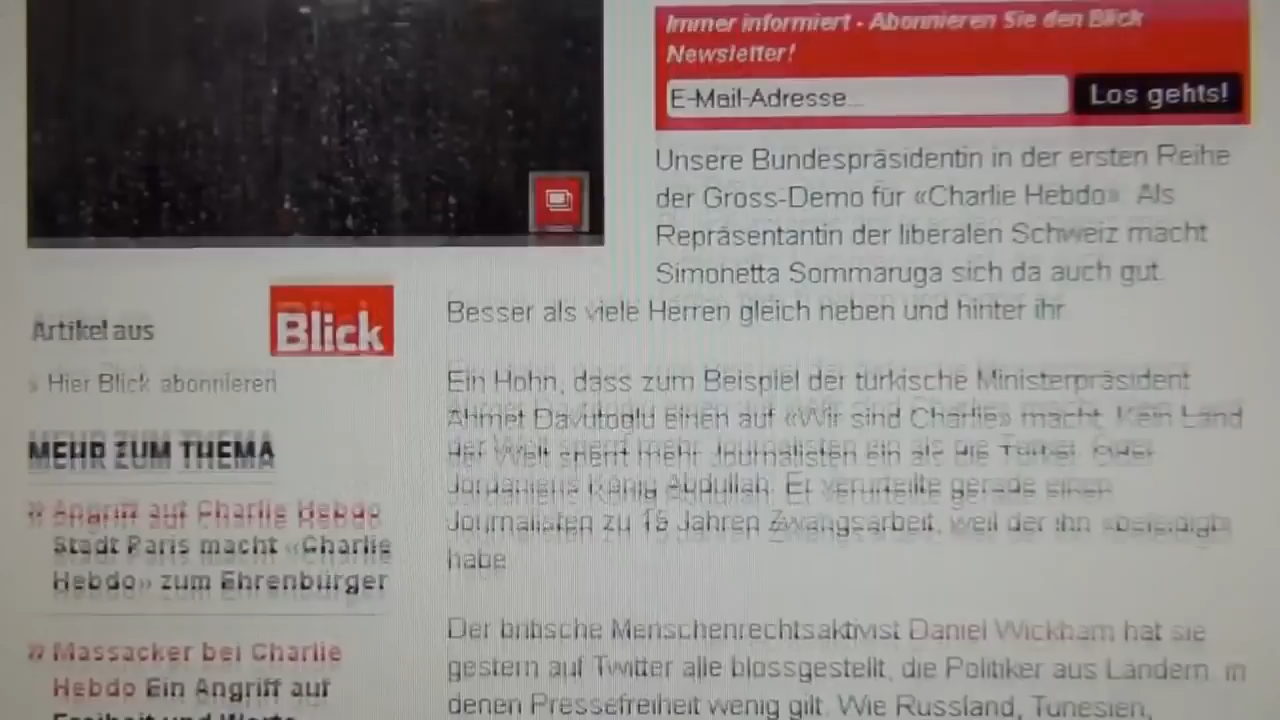 Immer informiert - Abonnieren Sie den Blick
Newsletter!
E-Mail-Adresse...
Los gehts!
Unsere Bundespräsidentin in der ersten Reihe
der Gross-Demo für «Charlie Hebdo». Als
Repräsentantin der liberalen Schweiz macht
Simonetta Sommaruga sich da auch gut.
Besser als viele Herren gleich neben und hinter ihr.
Ein Hohn, dass zum Beispiel der türkische Ministerpräsident
Ahmet Davutoglu einen auf «Wir sind Charlie» macht. Kein Land
der Welt sperrt mehr Journalisten ein als die Türkei. Oder
Jordaniens König Abdullah. Er verurteilte gerade einen
Journalisten zu 15 Jahren Zwangsarbeit, weil der ihn «beleidigt»
habe.
Der britische Menschenrechtsaktivist Daniel Wickham hat sie
gestern auf Twitter alle blossgestellt, die Politiker aus Ländern, in
denen Pressefreiheit wenig gilt. Wie Russland, Tunesien,
Artikel aus
Blick
» Hier Blick abonnieren
MEHR ZUM THEMA
» Angriff auf Charlie Hebdo
Stadt Paris macht «Charlie
Hebdo» zum Ehrenbürger
» Massacker bei Charlie
Hebdo Ein Angriff auf
Freiheit und Werte